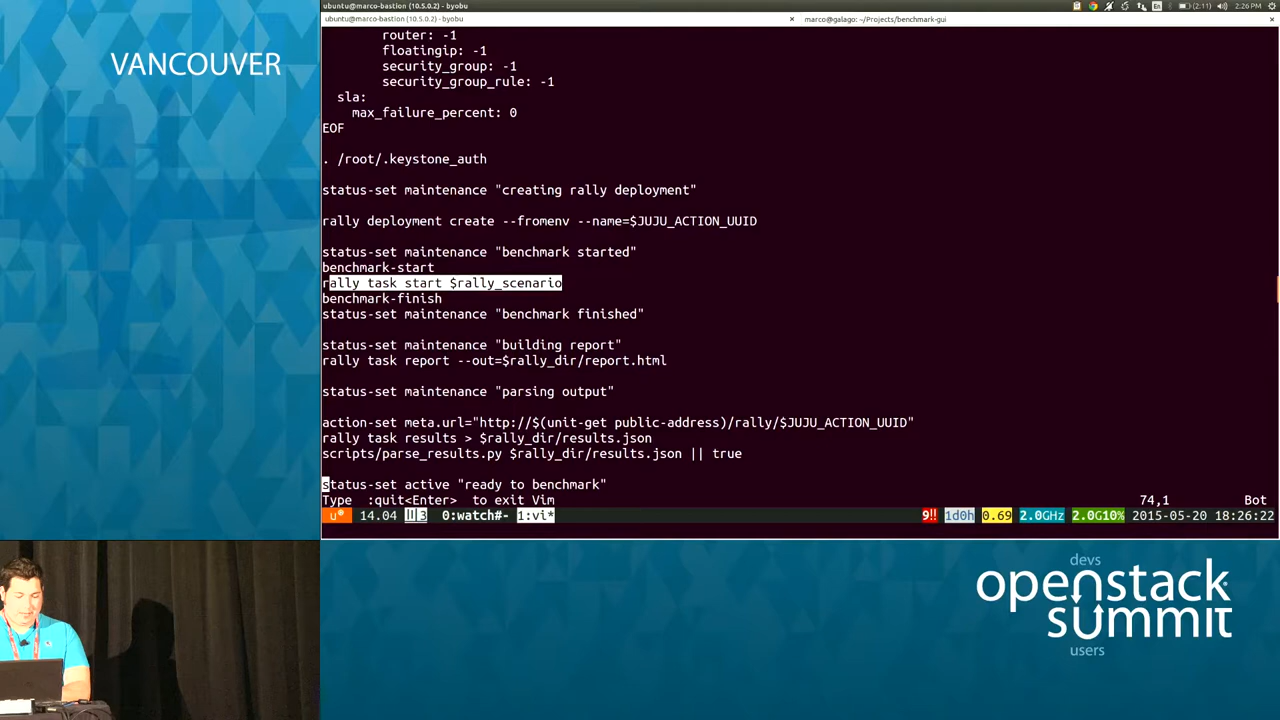 ubuntu@marco-bastion (10.5.0.2) - byobu
(2:11) 2:26 PM
ubuntu@marco-bastion (10.5.0.2) - byobu × marco@galago: ~/Projects/benchmark-gui ×
VANCOUVER
router: -1
floatingip: -1
security_group: -1
security_group_rule: -1
sla:
max_failure_percent: 0
EOF
. /root/.keystone_auth
status-set maintenance "creating rally deployment"
rally deployment create --fromenv --name=$JUJU_ACTION_UUID
status-set maintenance "benchmark started"
benchmark-start
rally task start $rally_scenario
benchmark-finish
status-set maintenance "benchmark finished"
status-set maintenance "building report"
rally task report --out=$rally_dir/report.html
status-set maintenance "parsing output"
action-set meta.url="http://$(unit-get public-address)/rally/$JUJU_ACTION_UUID"
rally task results > $rally_dir/results.json
scripts/parse_results.py $rally_dir/results.json || true
status-set active "ready to benchmark"
Type :quit<Enter> to exit Vim 74,1 Bot
14.04 0:watch#- 1:vi* 9!! 1d0h 0.69 2.0GHz 2.0G10% 2015-05-20 18:26:22
devs
openstack
summit
users